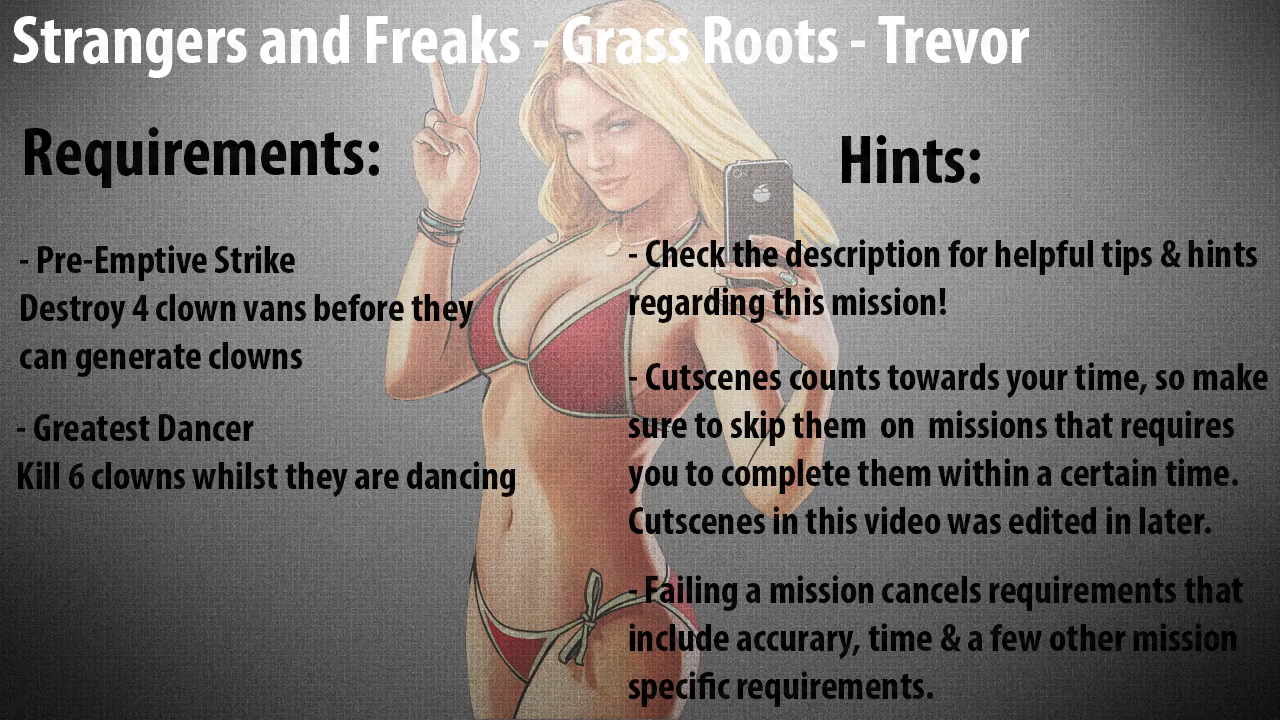 Strangers and Freaks - Grass Roots - Trevor
Requirements:
- Pre-Emptive Strike
Destroy 4 clown vans before they
can generate clowns
- Greatest Dancer
Kill 6 clowns whilst they are dancing
Hints:
- Check the description for helpful tips & hints
regarding this mission!
- Cutscenes counts towards your time, so make
sure to skip them on missions that requires
you to complete them within a certain time.
Cutscenes in this video was edited in later.
- Failing a mission cancels requirements that
include accurary, time & a few other mission
specific requirements.